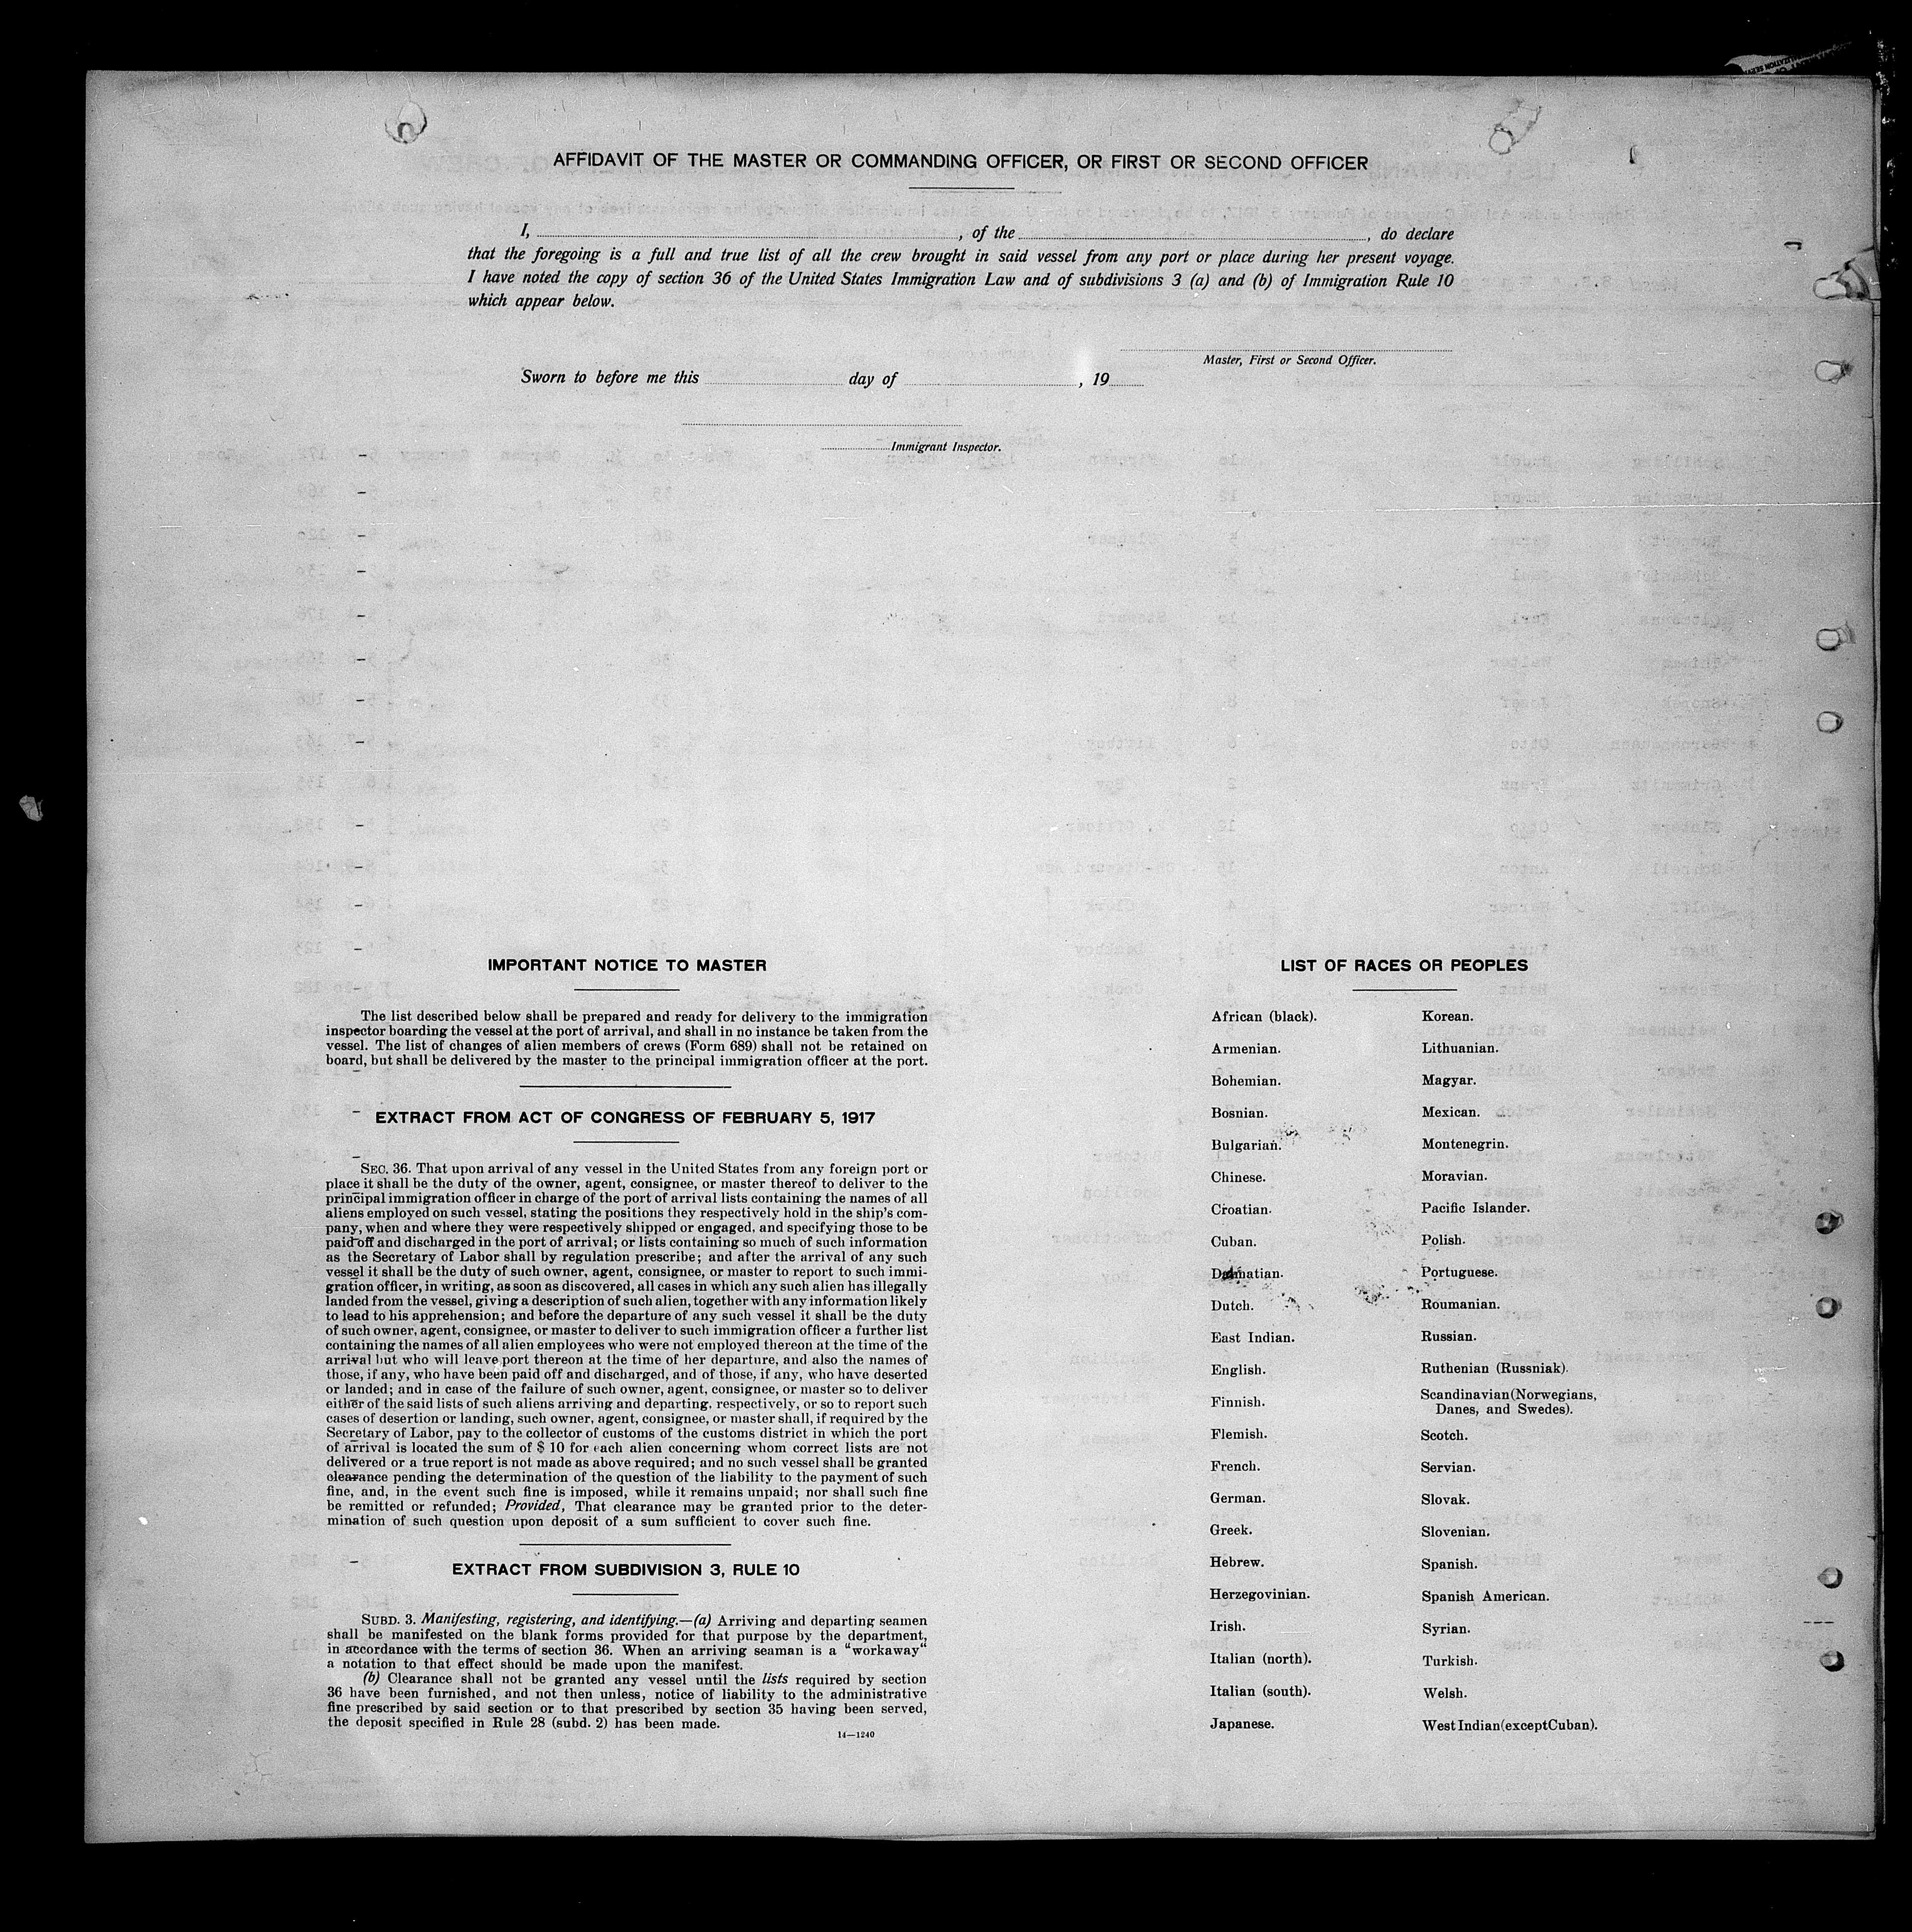 AFFIDAVIT OF THE MASTER OR COMMANDING OFFICER, OR FIRST OR SECOND OFFICER
I, , of the , do declare
that the foregoing is a full and true list of all the crew brought in said vessel from any port or place during her present voyage.
I have noted the copy of section 36 of the United States Immigration Law and of subdivisions 3 (a) and (b) of Immigration Rule 10
which appear below.
Master, First or Second Officer.
Sworn to before me this day of , 19
Immigrant Inspector.
IMPORTANT NOTICE TO MASTER
The list described below shall be prepared and ready for delivery to the immigration
inspector boarding the vessel at the port of arrival, and shall in no instance be taken from the
vessel. The list of changes of alien members of crews (Form 689) shall not be retained on
board, but shall be delivered by the master to the principal immigration officer at the port.
EXTRACT FROM ACT OF CONGRESS OF FEBRUARY 5, 1917
SEC. 36. That upon arrival of any vessel in the United States from any foreign port or
place it shall be the duty of the owner, agent, consignee, or master thereof to deliver to the
principal immigration officer in charge of the port of arrival lists containing the names of all
aliens employed on such vessel, stating the positions they respectively hold in the ship's com-
pany, when and where they were respectively shipped or engaged, and specifying those to be
paid off and discharged in the port of arrival; or lists containing so much of such information
as the Secretary of Labor shall by regulation prescribe; and after the arrival of any such
vessel it shall be the duty of such owner, agent, consignee, or master to report to such immi-
gration officer, in writing, as soon as discovered, all cases in which any such alien has illegally
landed from the vessel, giving a description of such alien, together with any information likely
to lead to his apprehension; and before the departure of any such vessel it shall be the duty
of such owner, agent, consignee, or master to deliver to such immigration officer a further list
containing the names of all alien employees who were not employed thereon at the time of the
arrival but who will leave port thereon at the time of her departure, and also the names of
those, if any, who have been paid off and discharged, and of those, if any, who have deserted
or landed; and in case of the failure of such owner, agent, consignee, or master so to deliver
either of the said lists of such aliens arriving and departing, respectively, or so to report such
cases of desertion or landing, such owner, agent, consignee, or master shall, if required by the
Secretary of Labor, pay to the collector of customs of the customs district in which the port
of arrival is located the sum of $ 10 for each alien concerning whom correct lists are not
delivered or a true report is not made as above required; and no such vessel shall be granted
clearance pending the determination of the question of the liability to the payment of such
fine, and, in the event such fine is imposed, while it remains unpaid; nor shall such fine
be remitted or refunded; Provided, That clearance may be granted prior to the deter-
mination of such question upon deposit of a sum sufficient to cover such fine.
EXTRACT FROM SUBDIVISION 3, RULE 10
SUBD. 3. Manifesting, registering, and identifying.—(a) Arriving and departing seamen
shall be manifested on the blank forms provided for that purpose by the department,
in accordance with the terms of section 36. When an arriving seaman is a "workaway"
a notation to that effect should be made upon the manifest.
(b) Clearance shall not be granted any vessel until the lists required by section
36 have been furnished, and not then unless, notice of liability to the administrative
fine prescribed by said section or to that prescribed by section 35 having been served,
the deposit specified in Rule 28 (subd. 2) has been made.
14—1240
LIST OF RACES OR PEOPLES
African (black).
Armenian.
Bohemian.
Bosnian.
Bulgarian.
Chinese.
Croatian.
Cuban.
Dalmatian.
Dutch.
East Indian.
English.
Finnish.
Flemish.
French.
German.
Greek.
Hebrew.
Herzegovinian.
Irish.
Italian (north).
Italian (south).
Japanese.
Korean.
Lithuanian.
Magyar.
Mexican.
Montenegrin.
Moravian.
Pacific Islander.
Polish.
Portuguese.
Roumanian.
Russian.
Ruthenian (Russniak).
Scandinavian (Norwegians,
Danes, and Swedes).
Scotch.
Servian.
Slovak.
Slovenian.
Spanish.
Spanish American.
Syrian.
Turkish.
Welsh.
West Indian (except Cuban).